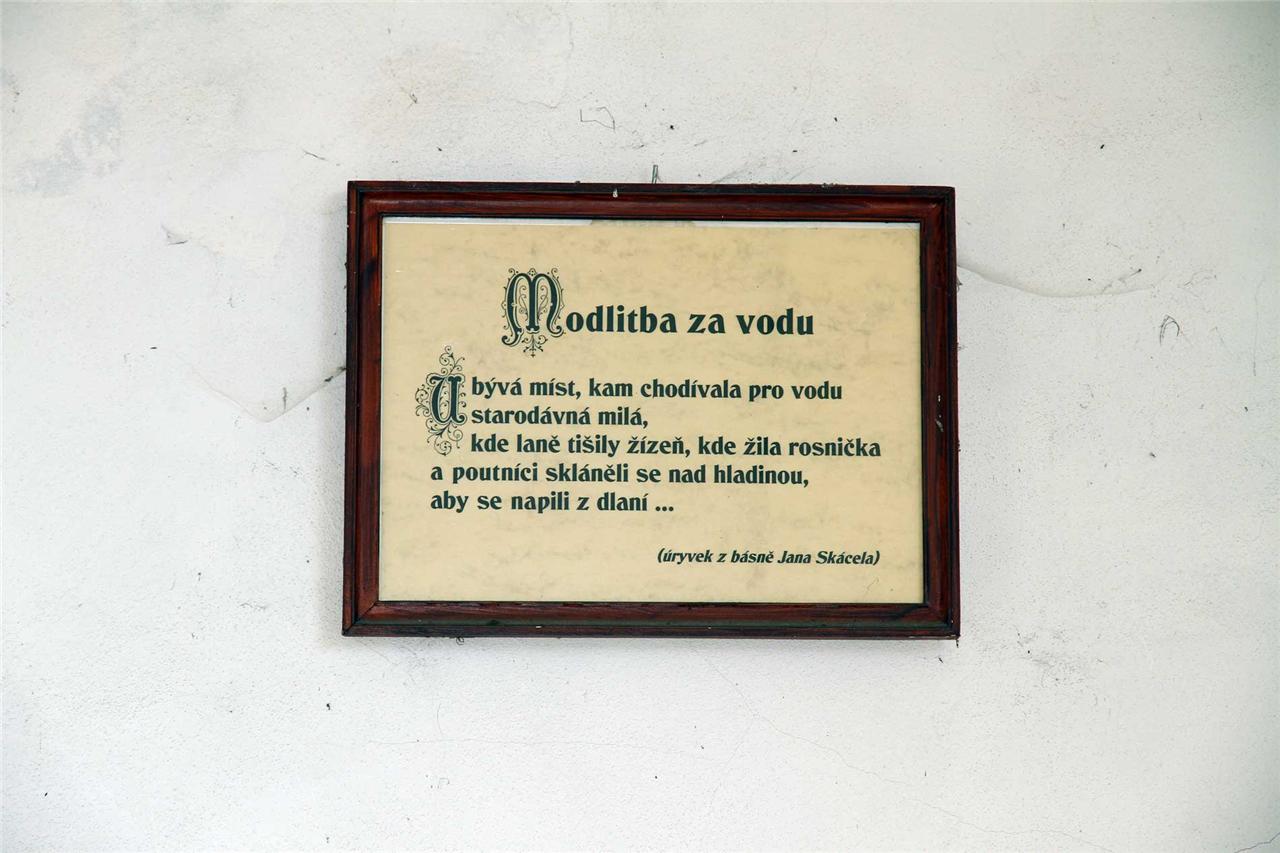 Modlitba za vodu
Ubývá míst, kam chodívala pro vodu
starodávná milá,
kde laně tišily žízeň, kde žila rosnička
a poutníci skláněli se nad hladinou,
aby se napili z dlaní ...
(úryvek z básně Jana Skácela)